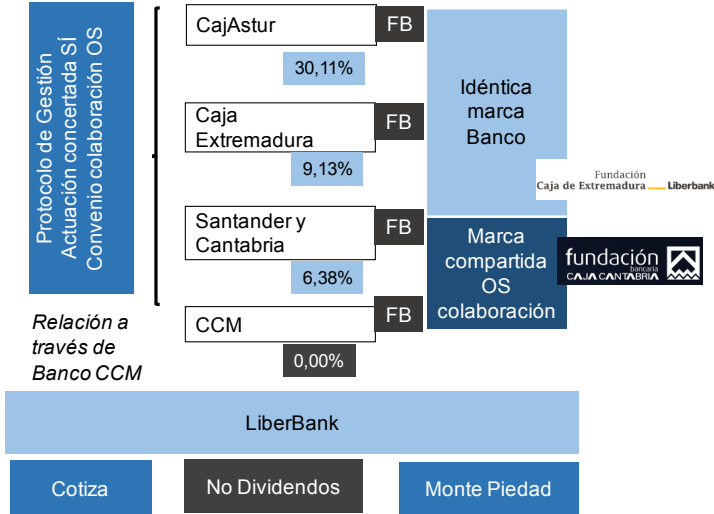 Protocolo de Gestión
Actuación concertada SÍ
Convenio colaboración OS
CajAstur
FB
30,11%
Caja
Extremadura
FB
9,13%
Santander y
Cantabria
FB
6,38%
CCM
FB
0,00%
Idéntica
marca
Banco
Fundación
Caja de Extremadura Liberbank
Marca
compartida
OS
colaboración
fundación
bancaria
CAJA CANTABRIA
Relación a
través de
Banco CCM
LiberBank
Cotiza
No Dividendos
Monte Piedad